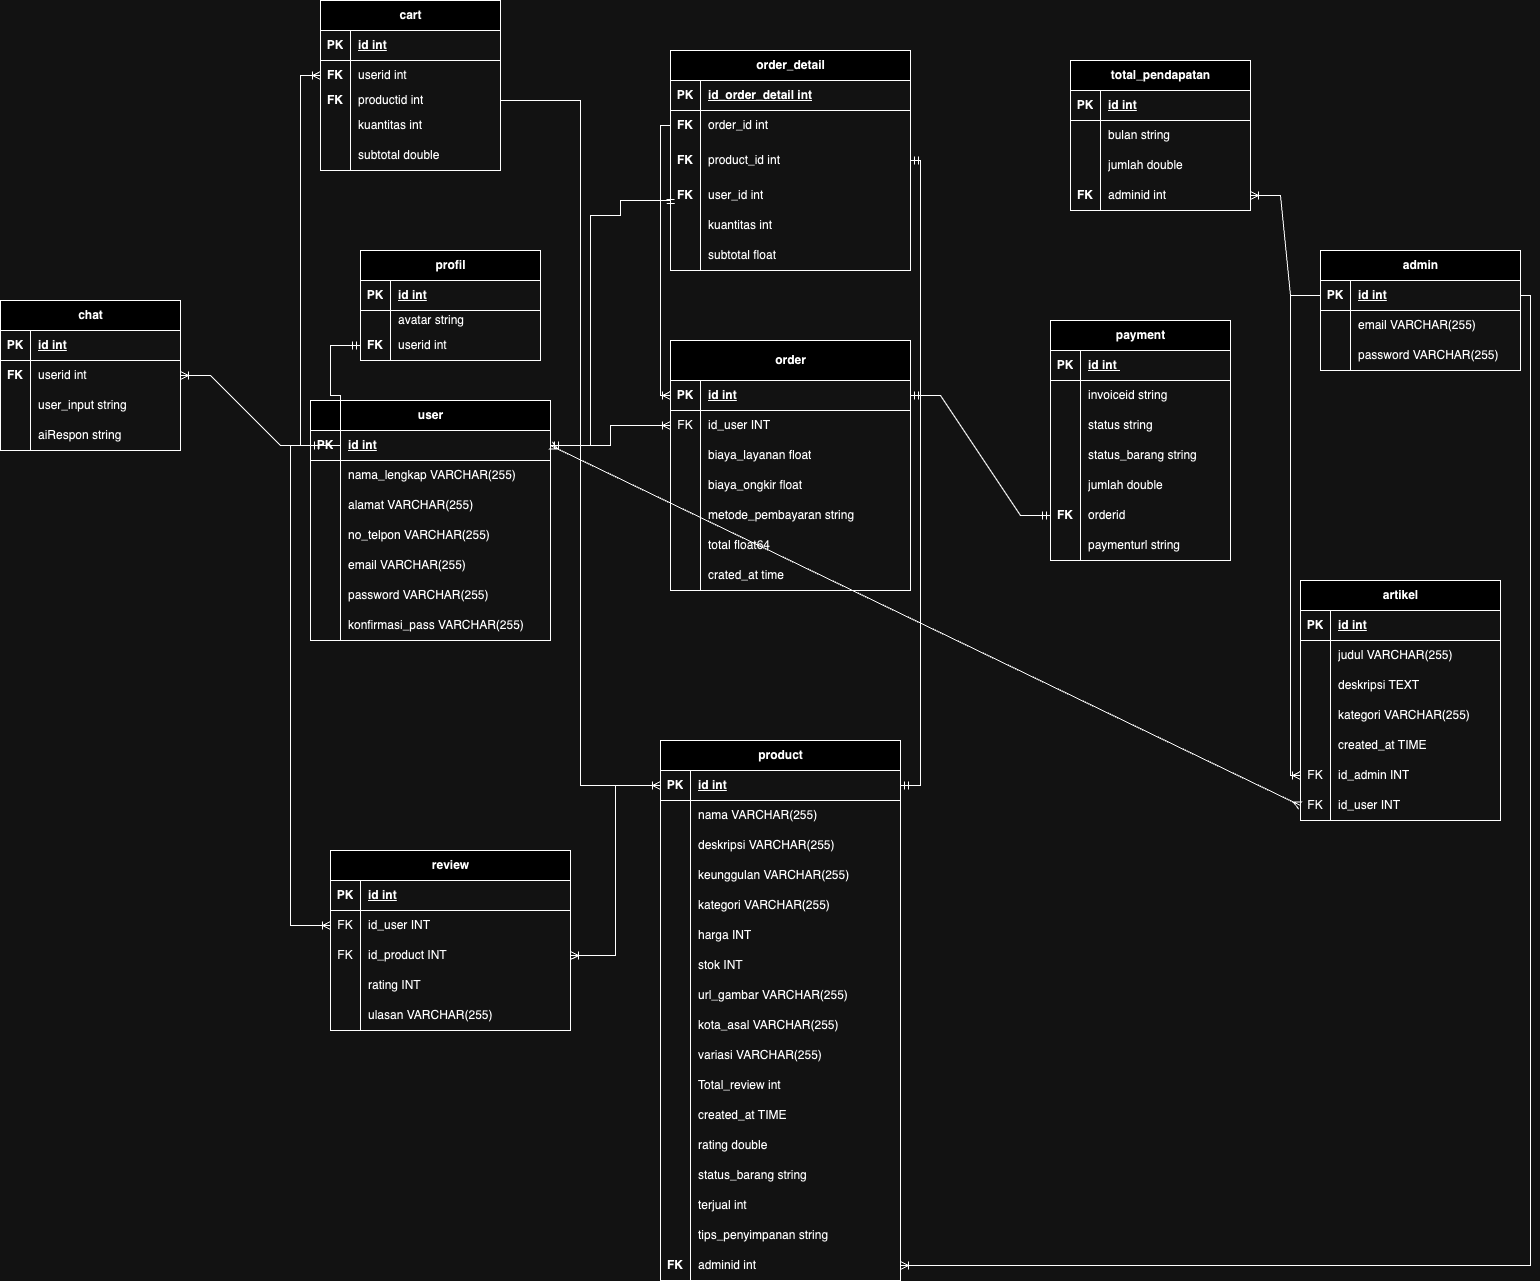 cart
PK id int
FK userid int
FK productid int
kuantitas int
subtotal double
order_detail
PK id_order_detail int
FK order_id int
FK product_id int
FK user_id int
kuantitas int
subtotal float
total_pendapatan
PK id int
bulan string
jumlah double
FK adminid int
profil
PK id int
avatar string
FK userid int
admin
PK id int
email VARCHAR(255)
password VARCHAR(255)
chat
PK id int
FK userid int
user_input string
aiRespon string
payment
PK id int
invoiceid string
status string
status_barang string
jumlah double
FK orderid
paymenturl string
order
PK id int
FK id_user INT
biaya_layanan float
biaya_ongkir float
metode_pembayaran string
total float64
crated_at time
user
PK id int
nama_lengkap VARCHAR(255)
alamat VARCHAR(255)
no_telpon VARCHAR(255)
email VARCHAR(255)
password VARCHAR(255)
konfirmasi_pass VARCHAR(255)
artikel
PK id int
judul VARCHAR(255)
deskripsi TEXT
kategori VARCHAR(255)
created_at TIME
FK id_admin INT
FK id_user INT
product
PK id int
nama VARCHAR(255)
deskripsi VARCHAR(255)
keunggulan VARCHAR(255)
kategori VARCHAR(255)
harga INT
stok INT
url_gambar VARCHAR(255)
kota_asal VARCHAR(255)
variasi VARCHAR(255)
Total_review int
created_at TIME
rating double
status_barang string
terjual int
tips_penyimpanan string
FK adminid int
review
PK id int
FK id_user INT
FK id_product INT
rating INT
ulasan VARCHAR(255)